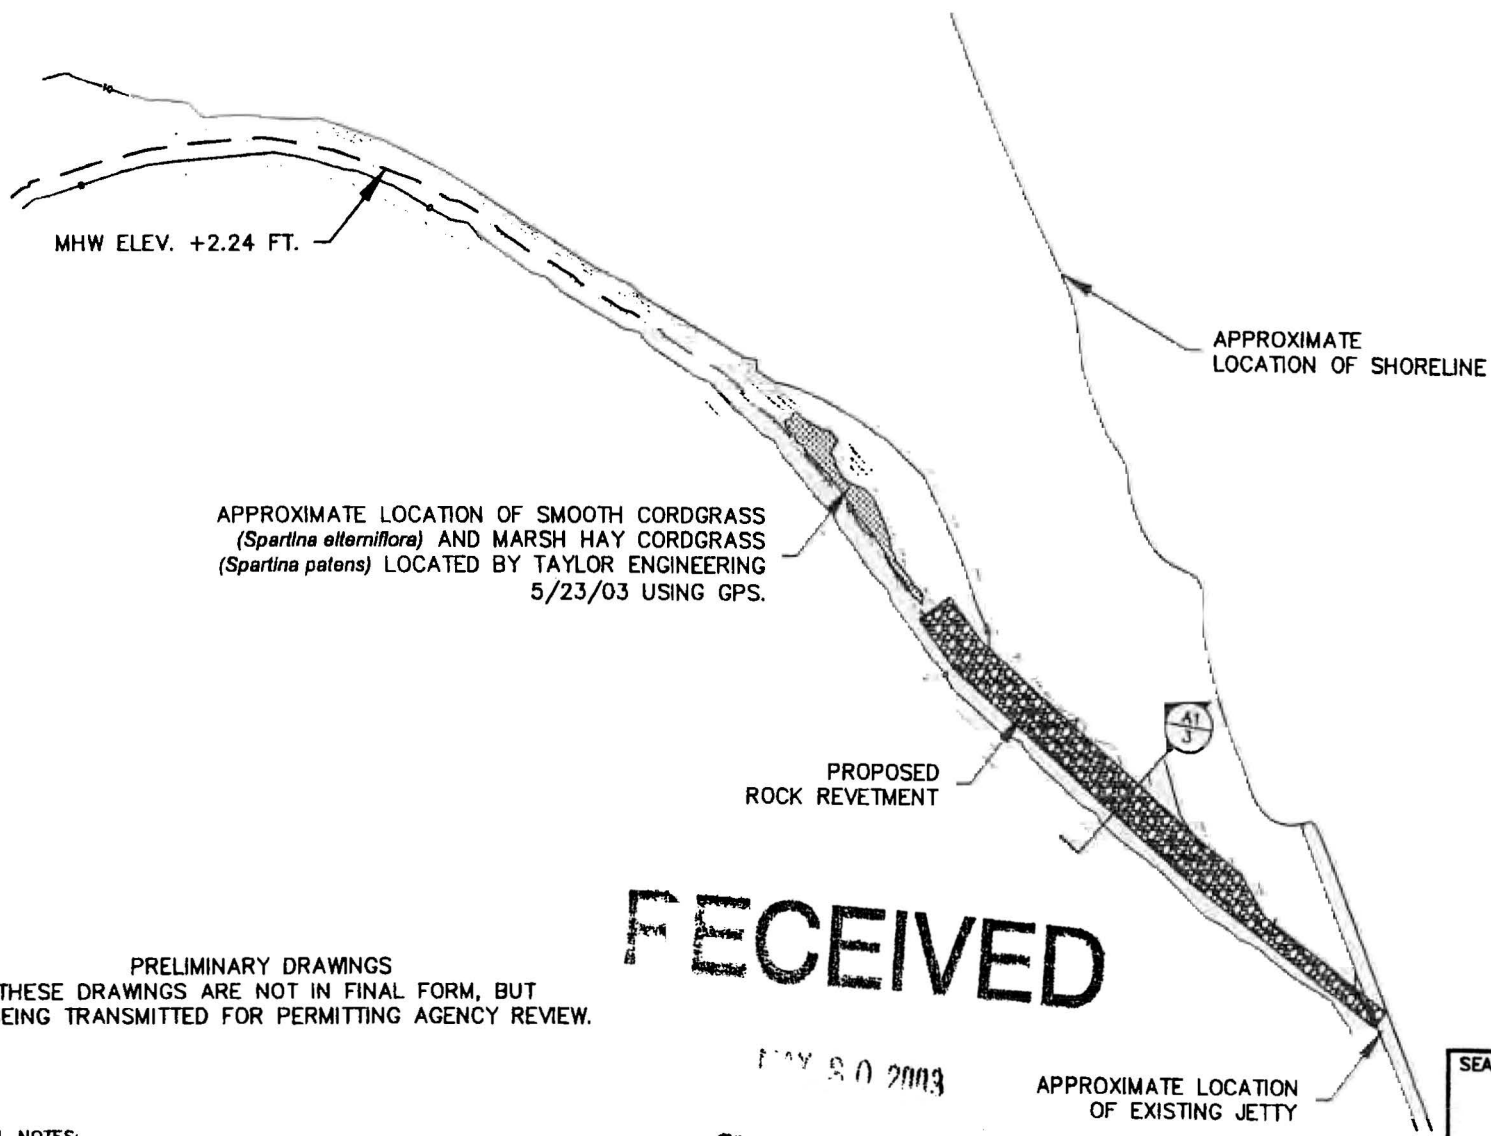 MHW ELEV. +2.24 FT.
APPROXIMATE
LOCATION OF SHORELINE
APPROXIMATE LOCATION OF SMOOTH CORDGRASS
(Spartina elterniflora) AND MARSH HAY CORDGRASS
(Spartina patens) LOCATED BY TAYLOR ENGINEERING
5/23/03 USING GPS.
A1
3
PROPOSED
ROCK REVETMENT
RECEIVED
PRELIMINARY DRAWINGS
THESE DRAWINGS ARE NOT IN FINAL FORM, BUT
EING TRANSMITTED FOR PERMITTING AGENCY REVIEW.
MAY 30 2003
APPROXIMATE LOCATION
OF EXISTING JETTY
SEA
NOTES: